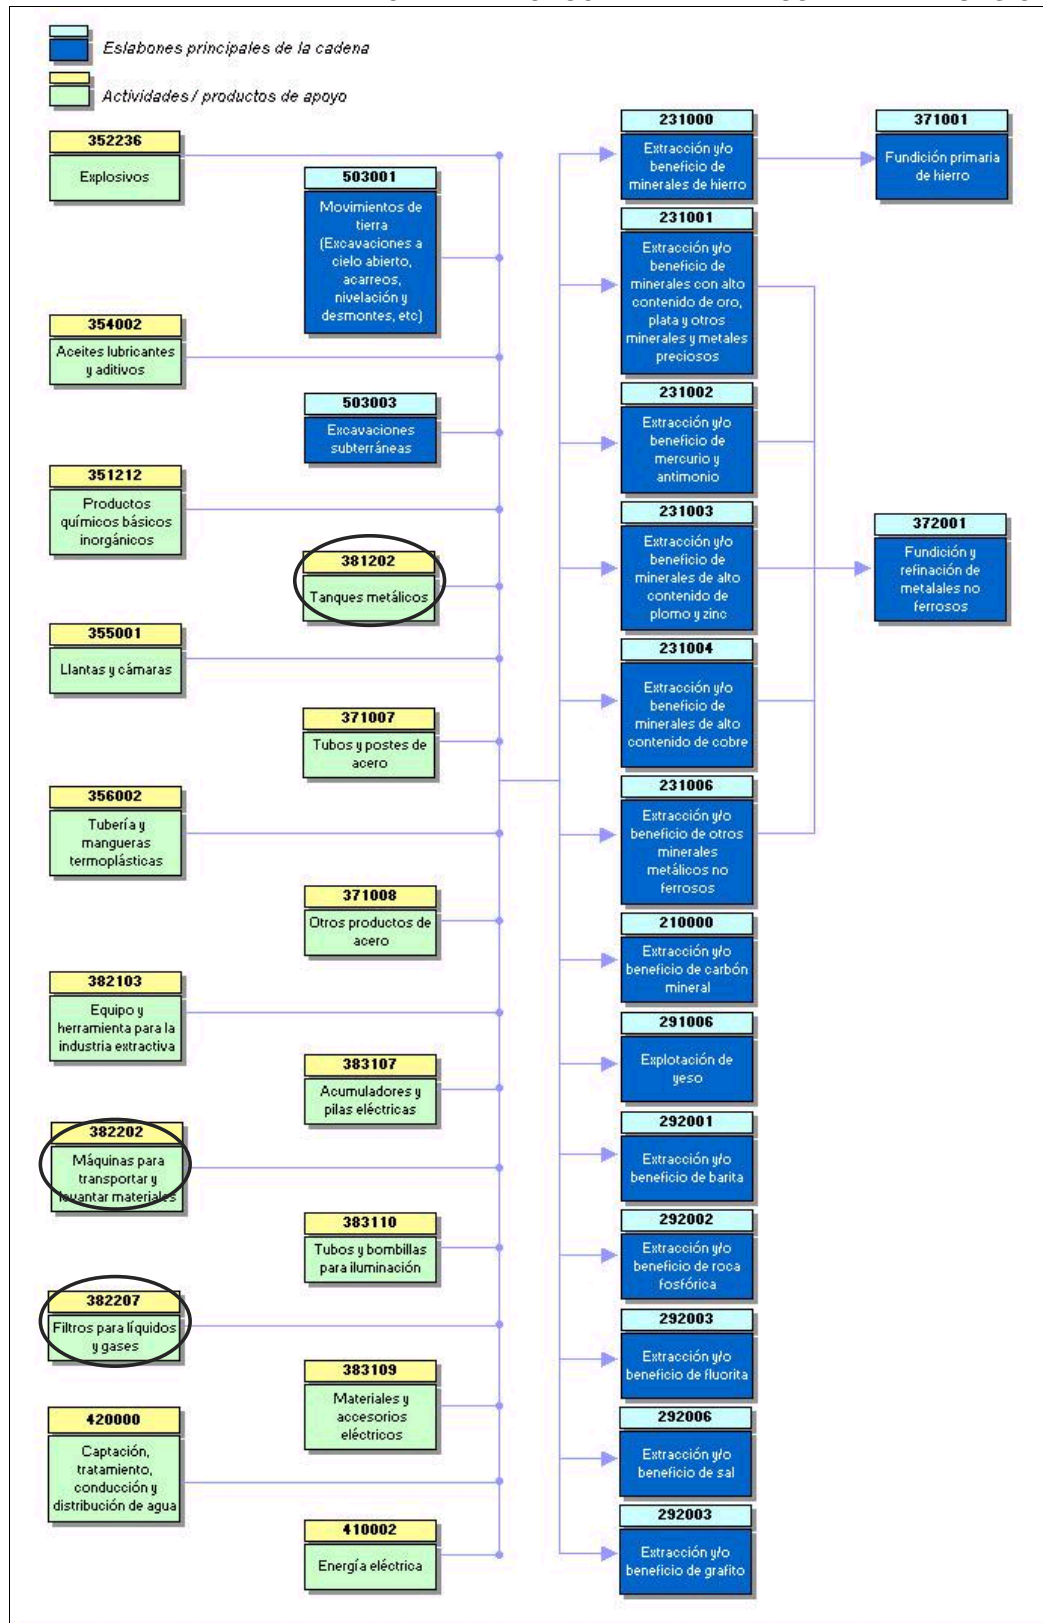 Eslabones principales de la cadena
Actividades / productos de apoyo
352236
Explosivos
503001
Movimientos de
tierra
(Excavaciones a
cielo abierto,
acarreos,
nivelación y
desmontes, etc)
354002
Aceites lubricantes
y aditivos
503003
Excavaciones
subterráneas
351212
Productos
químicos básicos
inorgánicos
381202
Tanques metálicos
355001
Llantas y cámaras
371007
Tubos y postes de
acero
356002
Tubería y
mangueras
termoplásticas
371008
Otros productos de
acero
382103
Equipo y
herramienta para la
industria extractiva
383107
Acumuladores y
pilas eléctricas
382202
Máquinas para
transportar y
levantar materiales
383110
Tubos y bombillas
para iluminación
382207
Filtros para líquidos
y gases
383109
Materiales y
accesorios
eléctricos
420000
Captación,
tratamiento,
conducción y
distribución de agua
410002
Energía eléctrica
231000
Extracción y/o
beneficio de
minerales de hierro
371001
Fundición primaria
de hierro
231001
Extracción y/o
beneficio de
minerales con alto
contenido de oro,
plata y otros
minerales y metales
preciosos
231002
Extracción y/o
beneficio de
mercurio y
antimonio
231003
Extracción y/o
beneficio de
minerales de alto
contenido de
plomo y zinc
372001
Fundición y
refinación de
metalales no
ferrosos
231004
Extracción y/o
beneficio de
minerales de alto
contenido de cobre
231006
Extracción y/o
beneficio de otros
minerales
metálicos no
ferrosos
210000
Extracción y/o
beneficio de carbón
mineral
291006
Explotación de
yeso
292001
Extracción y/o
beneficio de barita
292002
Extracción y/o
beneficio de roca
fosfórica
292003
Extracción y/o
beneficio de fluorita
292006
Extracción y/o
beneficio de sal
292003
Extracción y/o
beneficio de grafito